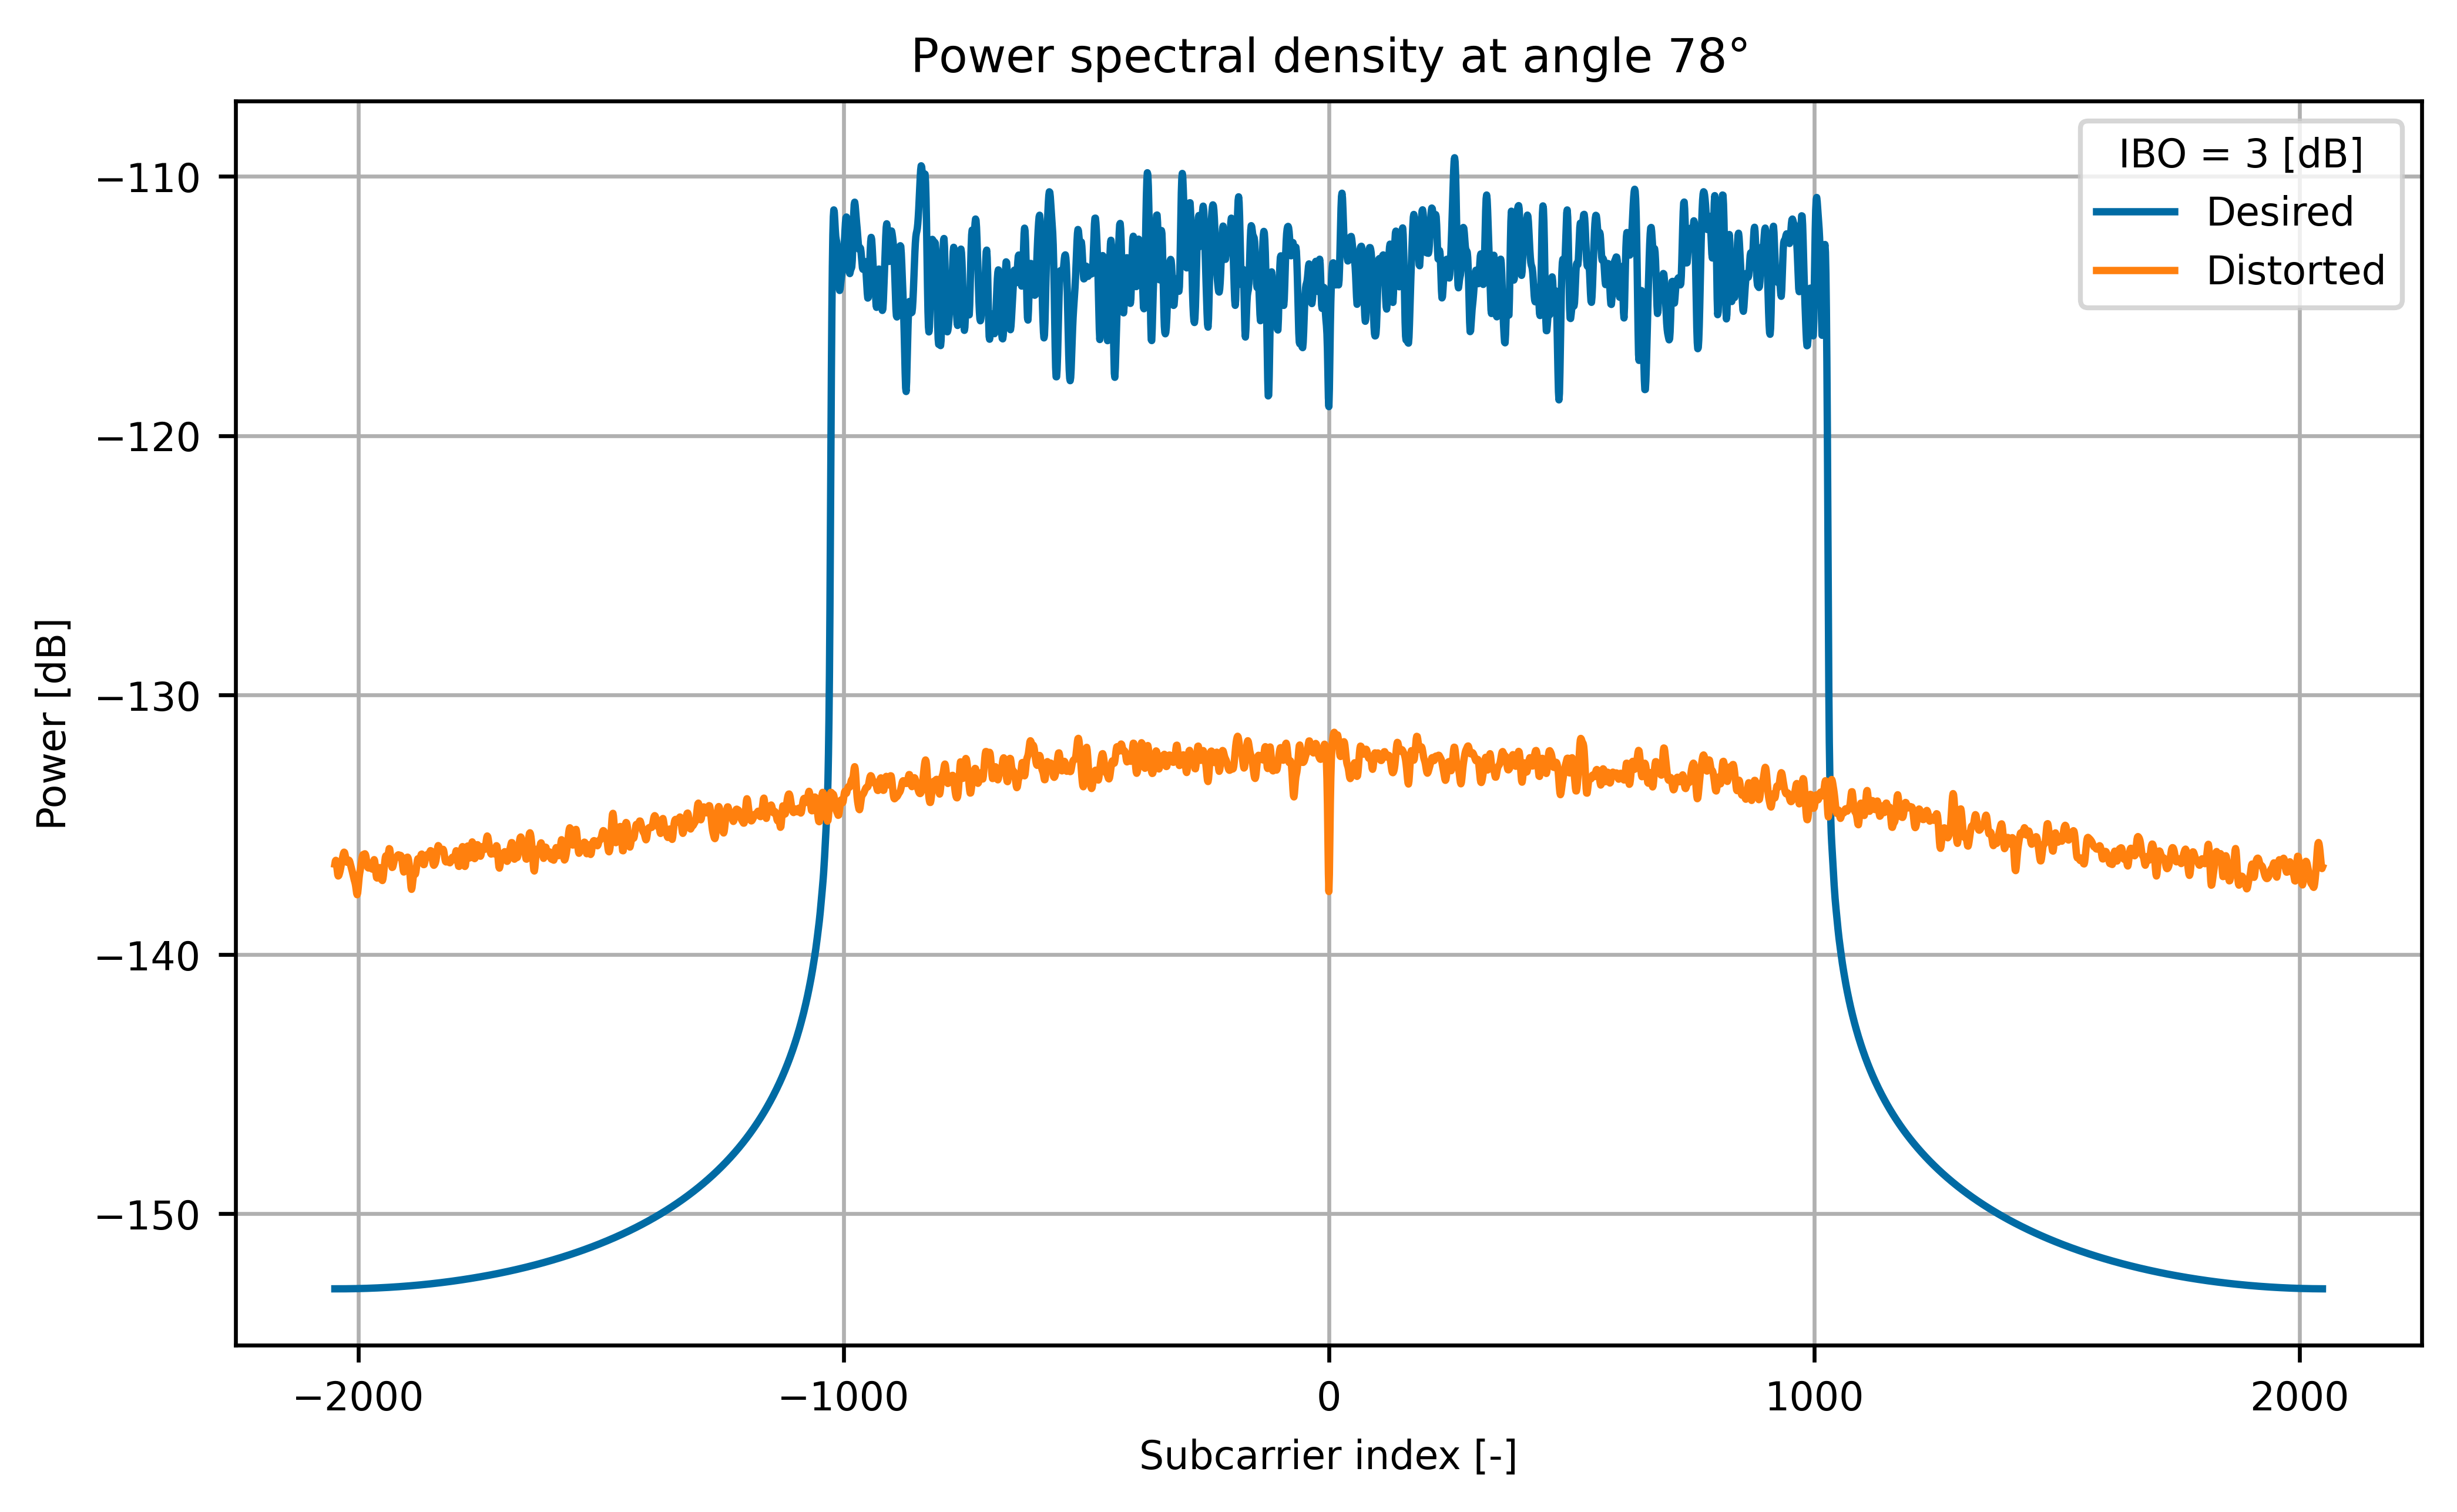 Power spectral density at angle 78°
IBO = 3 [dB]
Desired
Distorted
Power [dB]
−110
−120
−130
−140
−150
−2000
−1000
0
1000
2000
Subcarrier index [-]